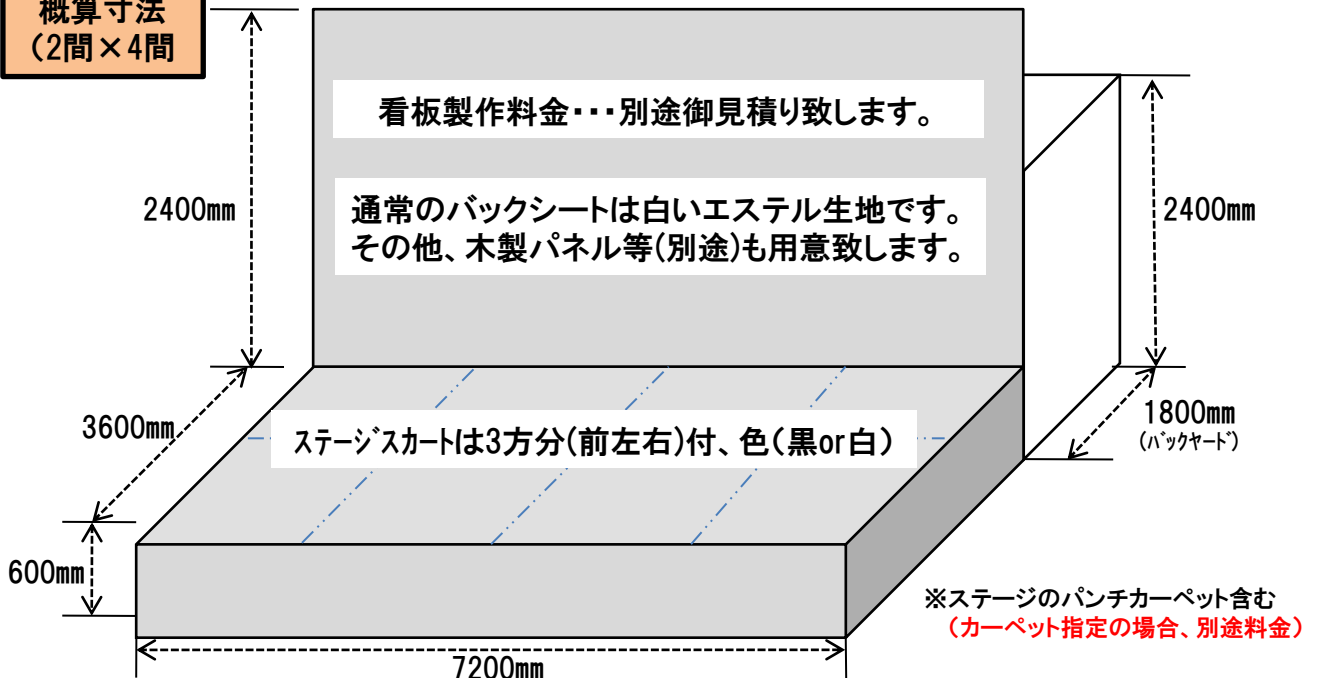 概算寸法
(2間×4間
看板製作料金・・・別途御見積り致します。
2400mm
通常のバックシートは白いエステル生地です。
その他、木製パネル等(別途)も用意致します。
2400mm
3600mm
ステージスカートは3方分(前左右)付、色(黒or白)
1800mm
(バックヤード)
600mm
※ステージのパンチカーペット含む
(カーペット指定の場合、別途料金)
7200mm